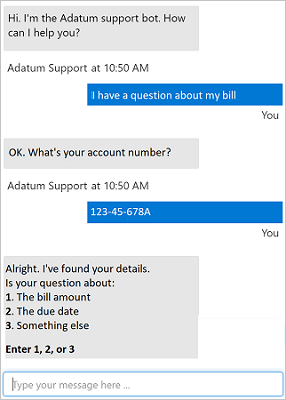 Hi. I'm the Adatum support bot. How
can I help you?
Adatum Support at 10:50 AM
I have a question about my bill
You
OK. What's your account number?
Adatum Support at 10:50 AM
123-45-678A
You
Alright. I've found your details.
Is your question about:
1. The bill amount
2. The due date
3. Something else
Enter 1, 2, or 3
Type your message here ...